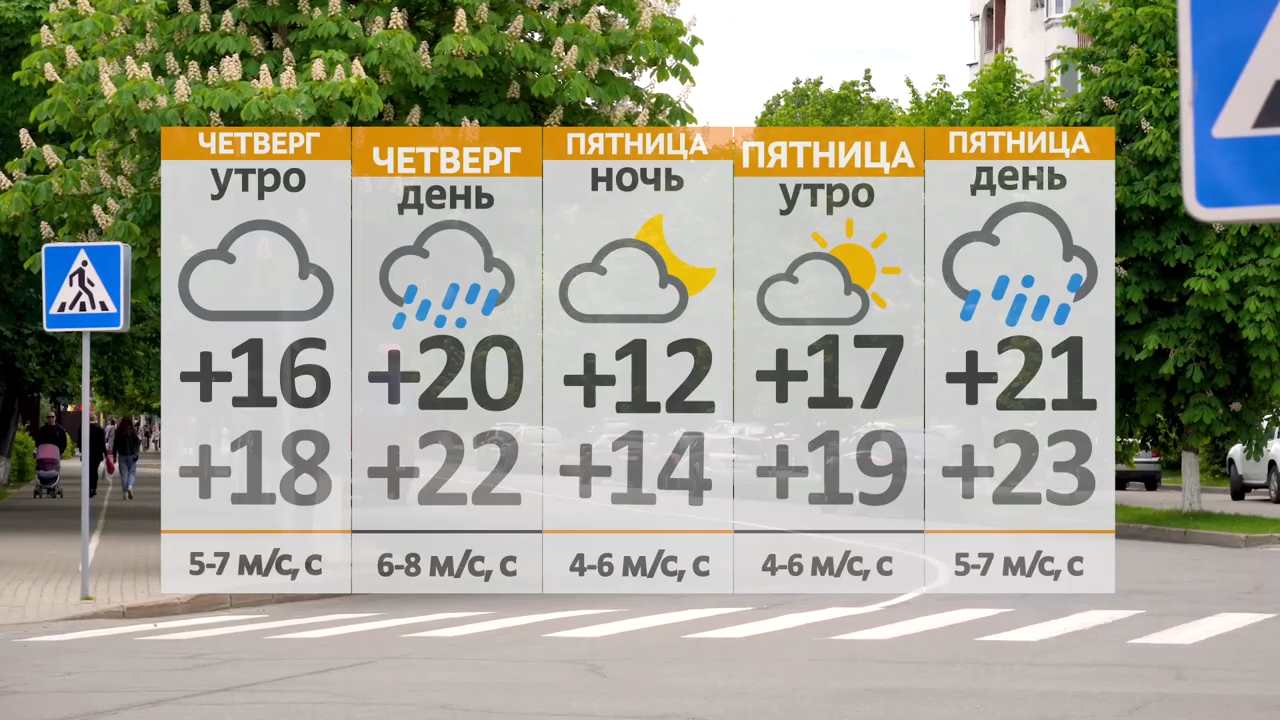 ЧЕТВЕРГ
утро
+16
+18
5-7 м/с, с
ЧЕТВЕРГ
день
+20
+22
6-8 м/с, с
ПЯТНИЦА
ночь
+12
+14
4-6 м/с, с
ПЯТНИЦА
утро
+17
+19
4-6 м/с, с
ПЯТНИЦА
день
+21
+23
5-7 м/с, с